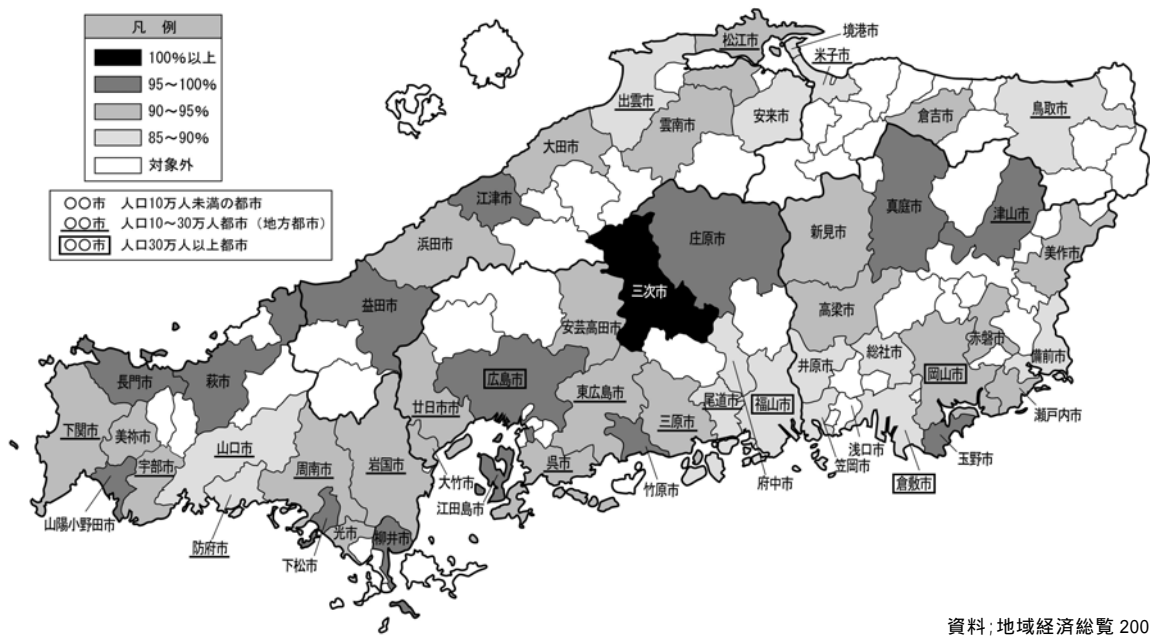 凡 例
100%以上
95～100%
90～95%
85～90%
対象外
○○市 人口10万人未満の都市
○○市 人口10～30万人都市（地方都市）
○○市 人口30万人以上都市
松江市
境港市
米子市
出雲市
雲南市
安来市
倉吉市
鳥取市
大田市
江津市
浜田市
庄原市
新見市
真庭市
津山市
美作市
益田市
三次市
安芸高田市
高梁市
赤磐市
備前市
長門市
萩市
広島市
井原市
総社市
岡山市
下関市
美祢市
山口市
廿日市市
東広島市
三原市
尾道市
福山市
瀬戸内市
宇部市
周南市
岩国市
呉市
大竹市
江田島市
竹原市
府中市
笠岡市
浅口市
倉敷市
玉野市
山陽小野田市
防府市
下松市
光市
柳井市
資料;地域経済総覧 200